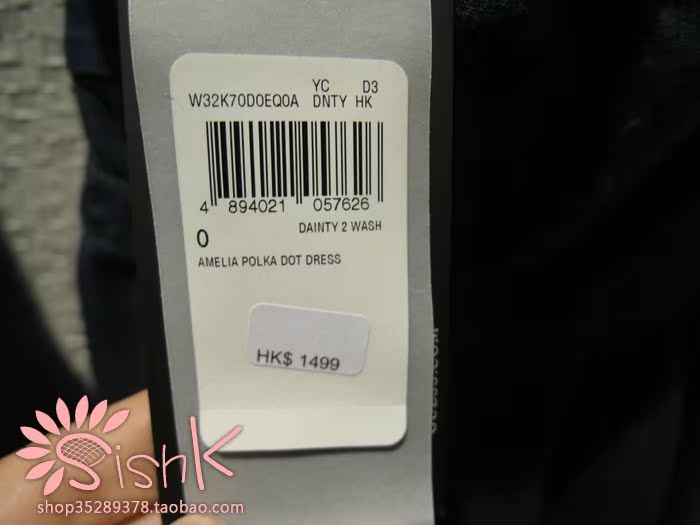 YC D3
W32K70D0EQ0A DNTY HK
4 894021 057626
DAINTY 2 WASH
0
AMELIA POLKA DOT DRESS
HK$ 1499
SishK
shop35289378.taobao.com